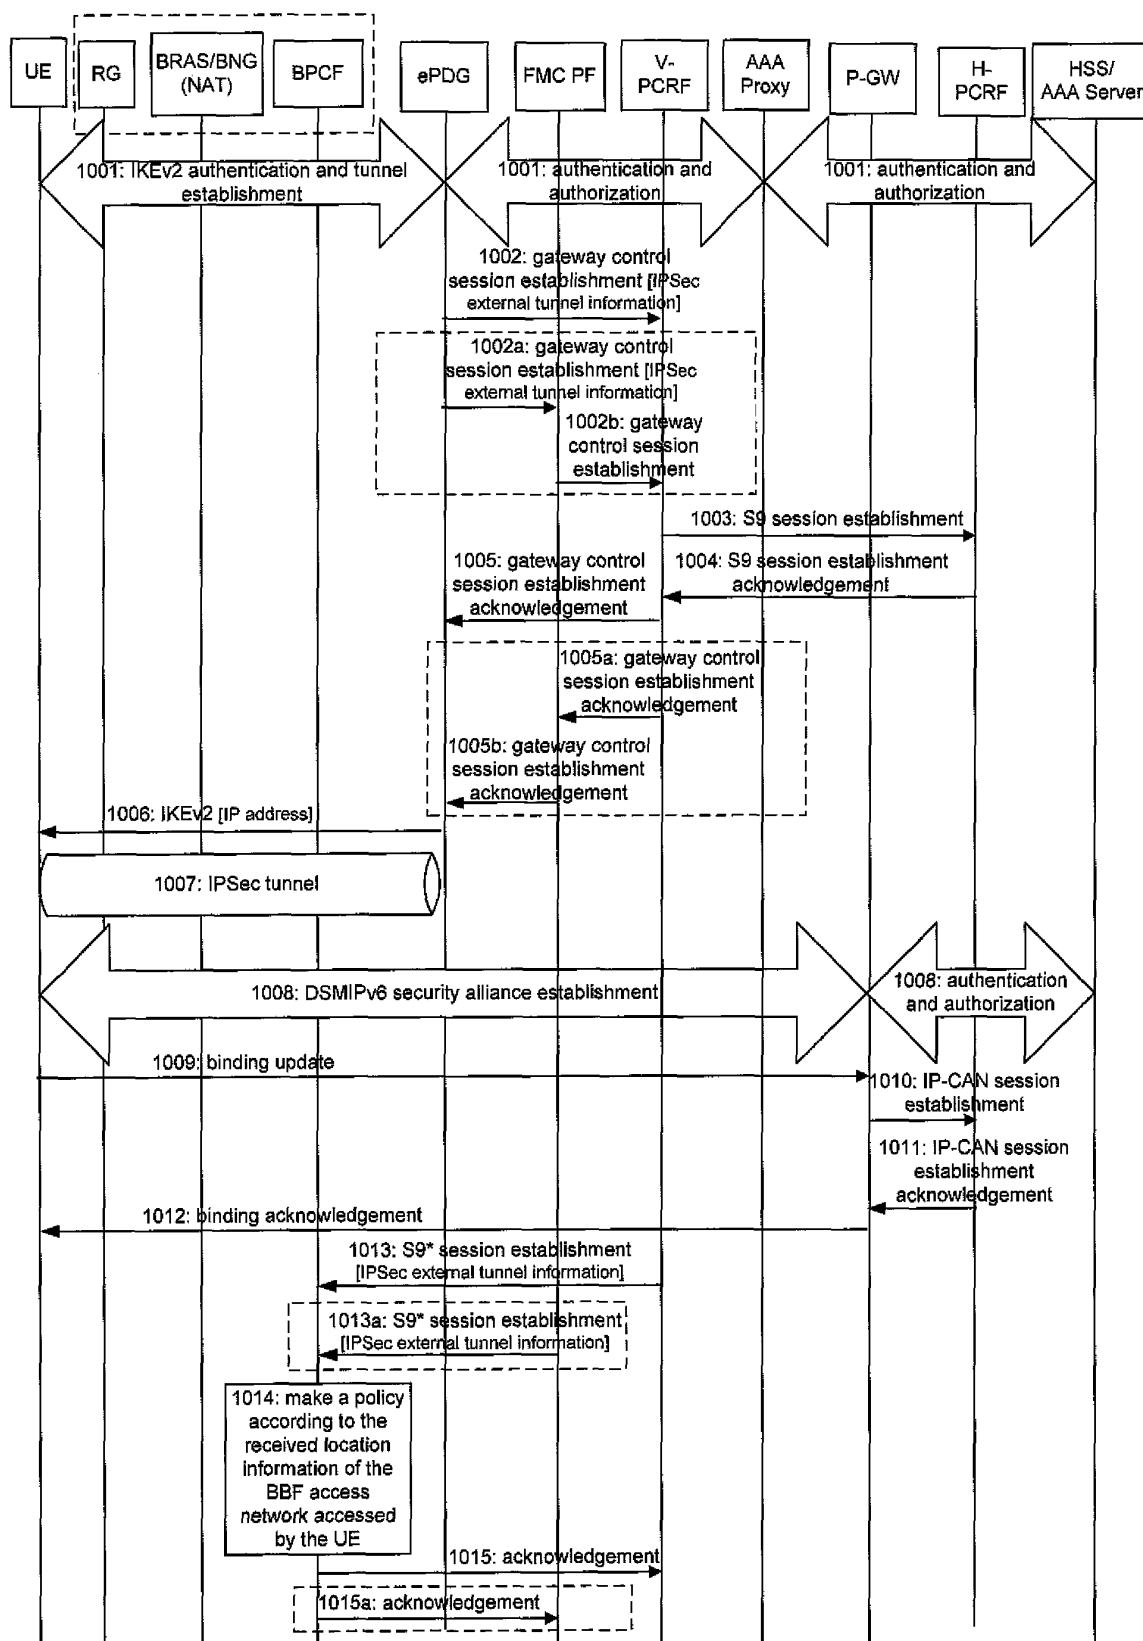 UE
RG
BRAS/BNG
(NAT)
BPCF
ePDG
FMC PF
V-
PCRF
AAA
Proxy
P-GW
H-
PCRF
HSS/
AAA Server
1001: IKEv2 authentication and tunnel
establishment
1001: authentication and
authorization
1001: authentication and
authorization
1002: gateway control
session establishment [IPSec
external tunnel information]
1002a: gateway control
session establishment [IPSec
external tunnel information]
1002b: gateway
control session
establishment
1003: S9 session establishment
1004: S9 session establishment
acknowledgement
1005: gateway control
session establishment
acknowledgement
1005a: gateway control
session establishment
acknowledgement
1005b: gateway control
session establishment
acknowledgement
1006: IKEv2 [IP address]
1007: IPSec tunnel
1008: DSMIPv6 security alliance establishment
1008: authentication
and authorization
1009: binding update
1010: IP-CAN session
establishment
1011: IP-CAN session
establishment
acknowledgement
1012: binding acknowledgement
1013: S9* session establishment
[IPSec external tunnel information]
1013a: S9* session establishment
[IPSec external tunnel information]
1014: make a policy
according to the
received location
information of the
BBF access
network accessed
by the UE
1015: acknowledgement
1015a: acknowledgement